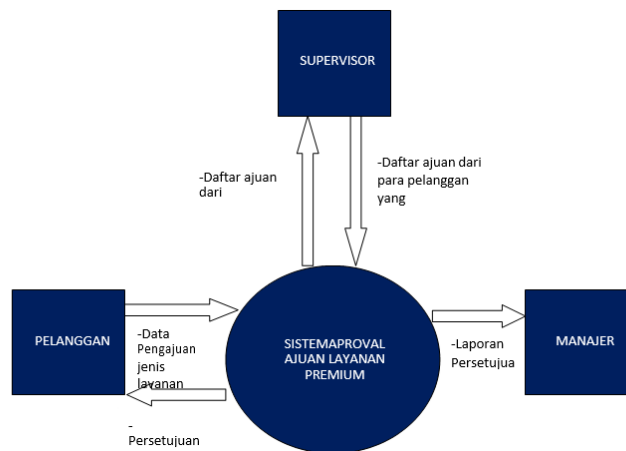 SUPERVISOR
-Daftar ajuan
dari
-Daftar ajuan dari
para pelanggan
yang
PELANGGAN
-Data
Pengajuan
jenis
layanan
-
Persetujuan
SISTEMAPROVAL
AJUAN LAYANAN
PREMIUM
-Laporan
Persetujua
MANAJER